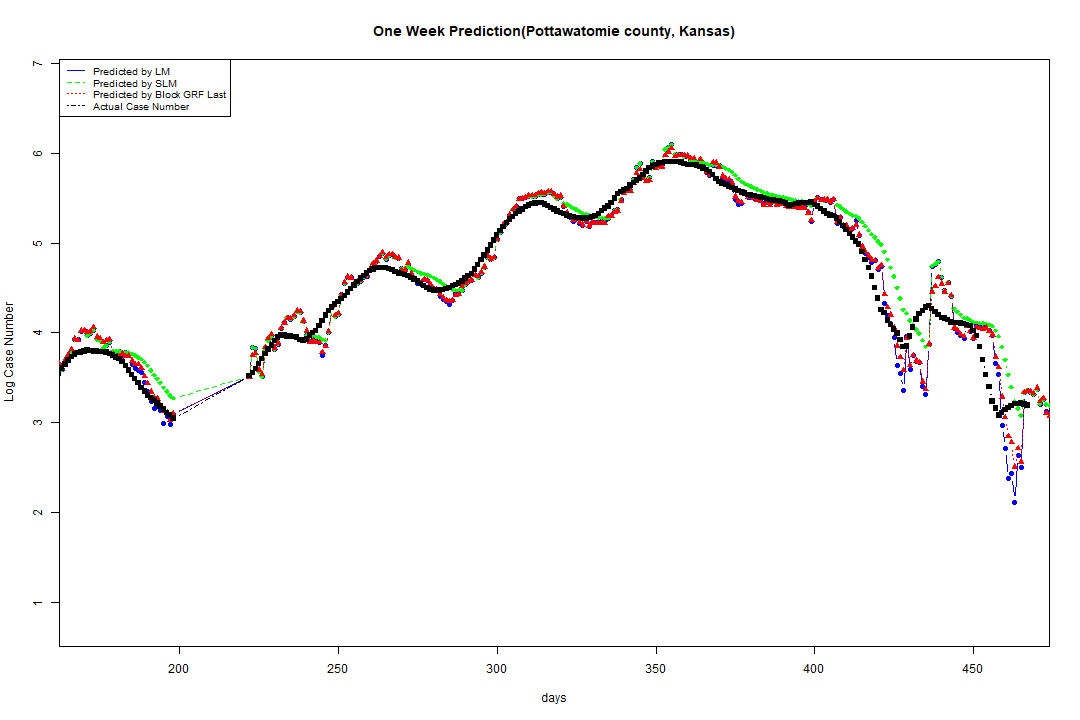 One Week Prediction(Pottawatomie county, Kansas)
Predicted by LM
Predicted by SLM
Predicted by Block GRF Last
Actual Case Number
7
6
5
4
3
2
1
Log Case Number
200 250 300 350 400 450
days